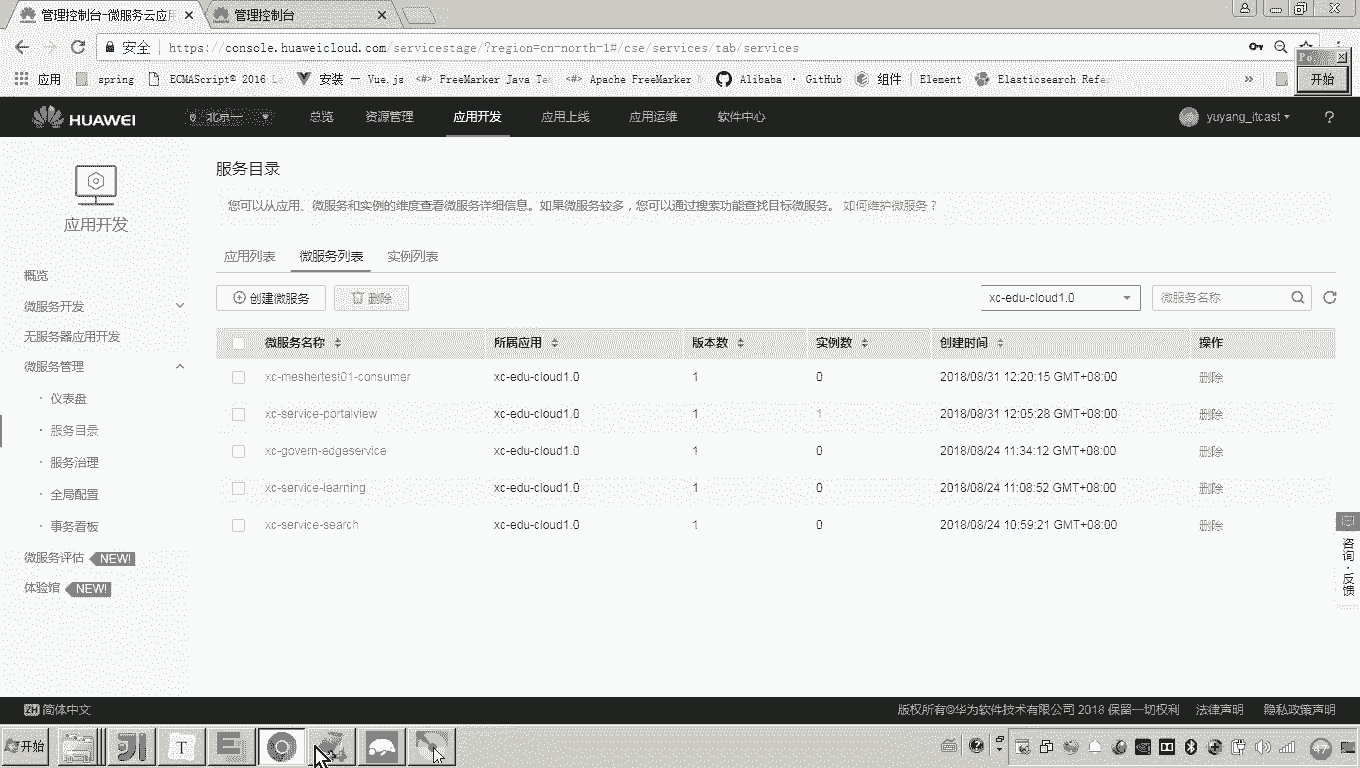 管理控制台-微服务云应用
管理控制台
安全 https://console.huaweicloud.com/servicestage/?region=cn-north-1#/cse/services/tab/services
应用 spring ECMAScript® 2016 安装 — Vue.js FreeMarker Java Apache FreeMarker Alibaba · GitHub 组件 | Element Elasticsearch »
开始
HUAWEI 北京一 总览 资源管理 应用开发 应用上线 应用运维 软件中心 yuyang_itcast ?
应用开发
概览
微服务开发
无服务器应用开发
微服务管理
· 仪表盘
· 服务目录
· 服务治理
· 全局配置
· 事务看板
微服务评估 NEW!
体验馆 NEW!
服务目录
您可以从应用、微服务和实例的维度查看微服务详细信息。如果微服务较多，您可以通过搜索功能查找目标微服务。 如何维护微服务？
应用列表 微服务列表 实例列表
创建微服务 删除 xc-edu-cloud1.0 微服务名称
微服务名称 所属应用 版本数 实例数 创建时间 操作
xc-meshertest01-consumer xc-edu-cloud1.0 1 0 2018/08/31 12:20:15 GMT+08:00 删除
xc-service-portalview xc-edu-cloud1.0 1 1 2018/08/31 12:05:28 GMT+08:00 删除
xc-govern-edgeservice xc-edu-cloud1.0 1 0 2018/08/24 11:34:12 GMT+08:00 删除
xc-service-learning xc-edu-cloud1.0 1 0 2018/08/24 11:08:52 GMT+08:00 删除
xc-service-search xc-edu-cloud1.0 1 0 2018/08/24 10:59:21 GMT+08:00 删除
咨询·反馈
ZH 简体中文
版权所有©华为软件技术有限公司 2018 保留一切权利 法律声明 隐私政策声明
开始
T
47